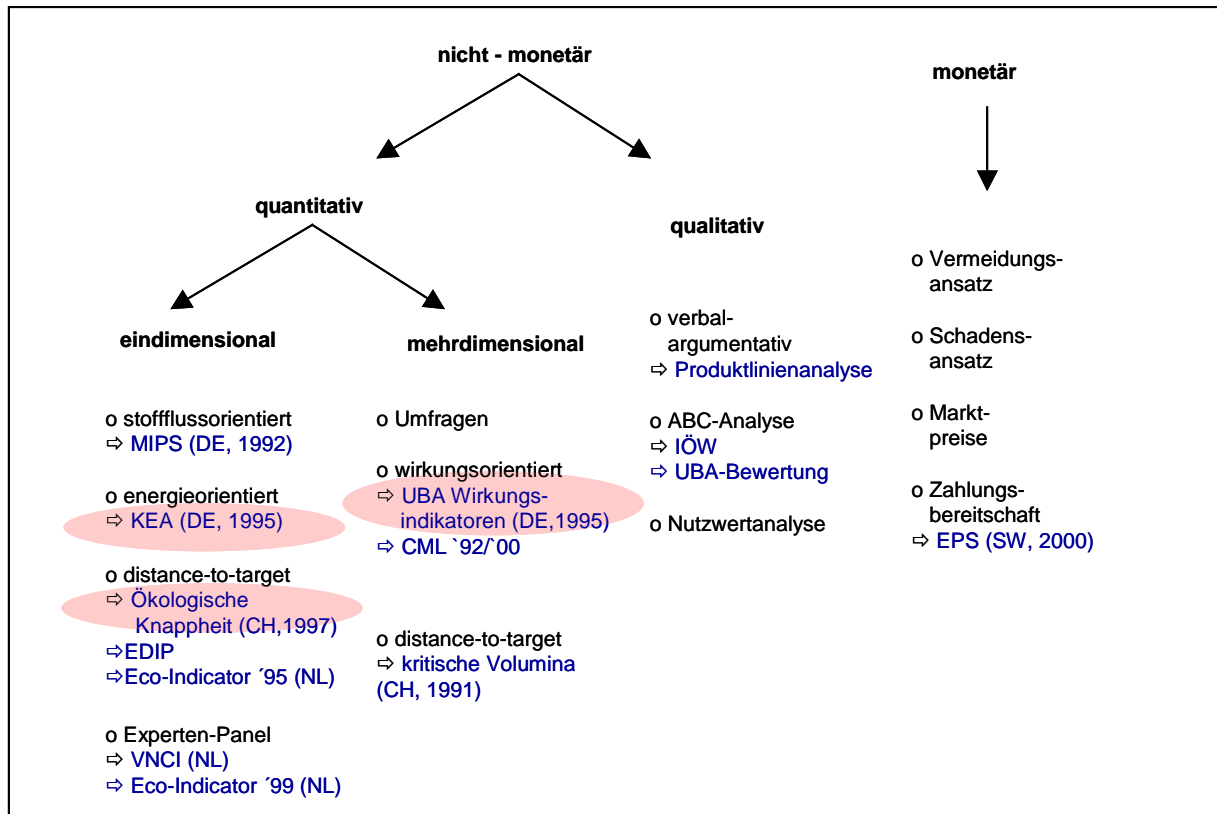 nicht - monetär
monetär
quantitativ
qualitativ
eindimensional
mehrdimensional
o stoffflussorientiert
⇨ MIPS (DE, 1992)
o energieorientiert
⇨ KEA (DE, 1995)
o distance-to-target
⇨ Ökologische
Knappheit (CH,1997)
⇨EDIP
⇨Eco-Indicator ´95 (NL)
o Experten-Panel
⇨ VNCI (NL)
⇨ Eco-Indicator ´99 (NL)
o Umfragen
o wirkungsorientiert
⇨ UBA Wirkungs-
indikatoren (DE,1995)
⇨ CML `92/`00
o distance-to-target
⇨ kritische Volumina
(CH, 1991)
o verbal-
argumentativ
⇨ Produktlinienanalyse
o ABC-Analyse
⇨ IÖW
⇨ UBA-Bewertung
o Nutzwertanalyse
o Vermeidungs-
ansatz
o Schadens-
ansatz
o Markt-
preise
o Zahlungs-
bereitschaft
⇨ EPS (SW, 2000)